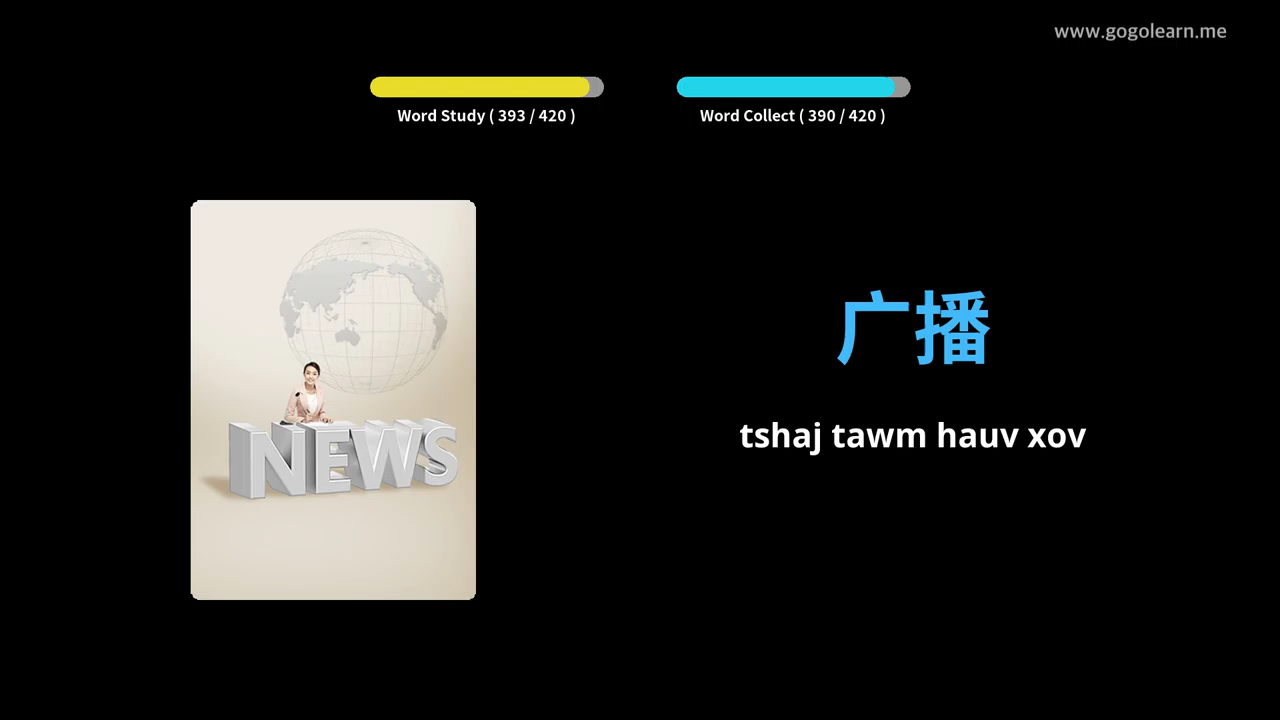 www.gogolearn.me
Word Study ( 393 / 420 )
Word Collect ( 390 / 420 )
NEWS
广播
tshaj tawm hauv xov